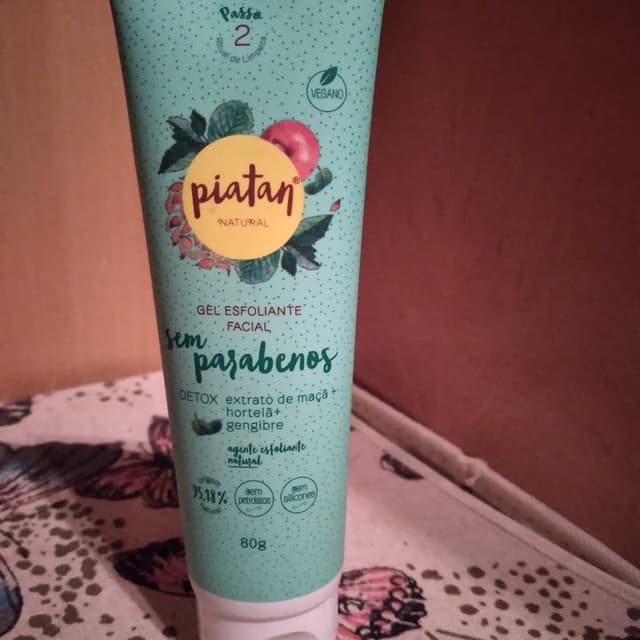 Passo
2
Ritual de Limpeza
VEGANO
piatan®
NATURAL
GEL ESFOLIANTE
FACIAL
sem
parabenos
DETOX extrato de maçã +
hortelã+
gengibre
agente esfoliante
natural
95,18%
sem
petrolatos
sem
silicones
80g